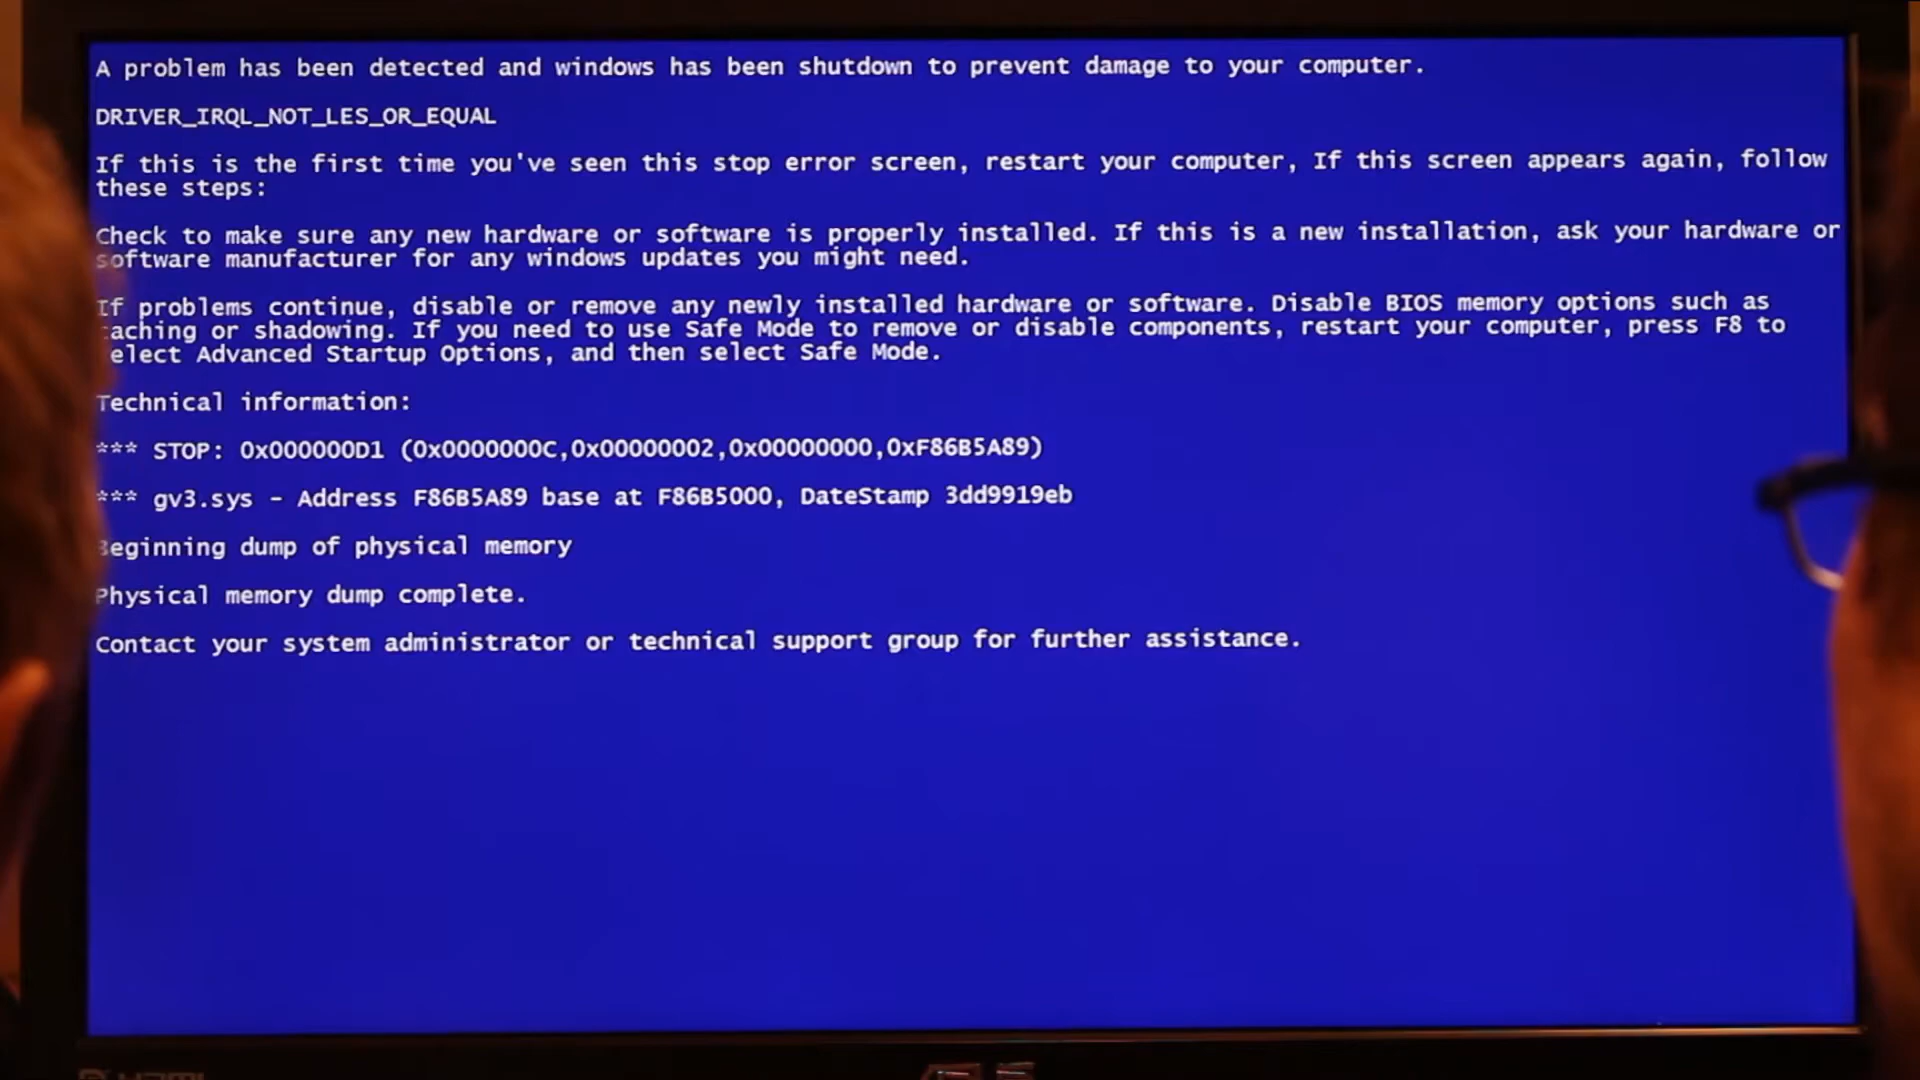 A problem has been detected and windows has been shutdown to prevent damage to your computer.
DRIVER_IRQL_NOT_LES_OR_EQUAL
If this is the first time you've seen this stop error screen, restart your computer, If this screen appears again, follow
these steps:
Check to make sure any new hardware or software is properly installed. If this is a new installation, ask your hardware or
software manufacturer for any windows updates you might need.
If problems continue, disable or remove any newly installed hardware or software. Disable BIOS memory options such as
caching or shadowing. If you need to use Safe Mode to remove or disable components, restart your computer, press F8 to
select Advanced Startup Options, and then select Safe Mode.
Technical information:
*** STOP: 0x000000D1 (0x0000000C,0x00000002,0x00000000,0xF86B5A89)
*** gv3.sys - Address F86B5A89 base at F86B5000, DateStamp 3dd9919eb
Beginning dump of physical memory
Physical memory dump complete.
Contact your system administrator or technical support group for further assistance.